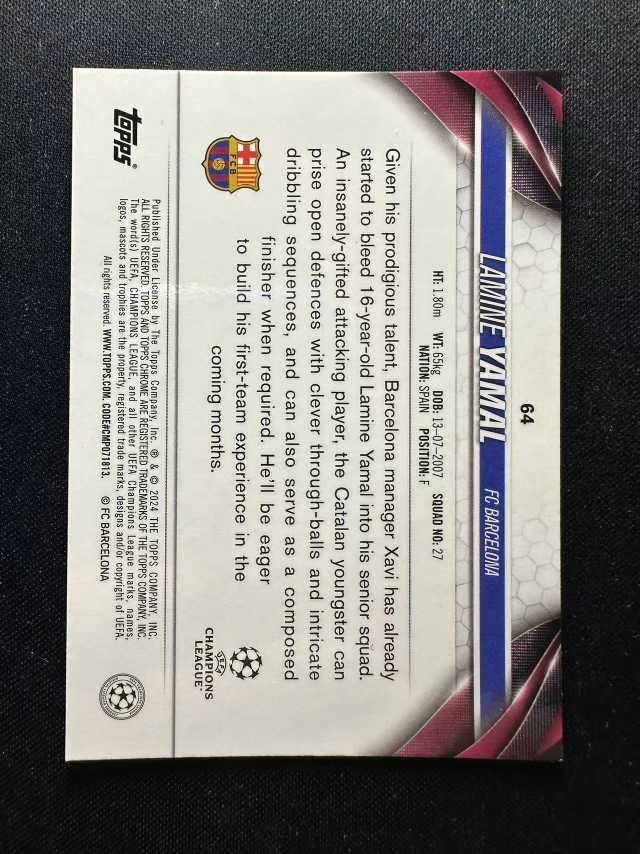 64
LAMINE YAMAL
FC BARCELONA
HT: 1.80m WT: 65kg DOB: 13-07-2007 SQUAD NO: 27
NATION: SPAIN POSITION: F
Given his prodigious talent, Barcelona manager Xavi has already
started to bleed 16-year-old Lamine Yamal into his senior squad.
An insanely-gifted attacking player, the Catalan youngster can
prise open defences with clever through-balls and intricate
dribbling sequences, and can also serve as a composed
finisher when required. He'll be eager
to build his first-team experience in the
coming months.
FCB
UEFA
CHAMPIONS
LEAGUE™
topps®
Published Under License by The Topps Company, Inc. ® & © 2024 THE TOPPS COMPANY, INC.
ALL RIGHTS RESERVED. TOPPS AND TOPPS CHROME ARE REGISTERED TRADEMARKS OF THE TOPPS COMPANY, INC.
The word(s) UEFA, CHAMPIONS LEAGUE, and all other UEFA Champions League marks, names,
logos, mascots and trophies are the property, registered trade marks, designs and/or copyright of UEFA.
All rights reserved. WWW.TOPPS.COM. CODE#CMP071813. © FC BARCELONA